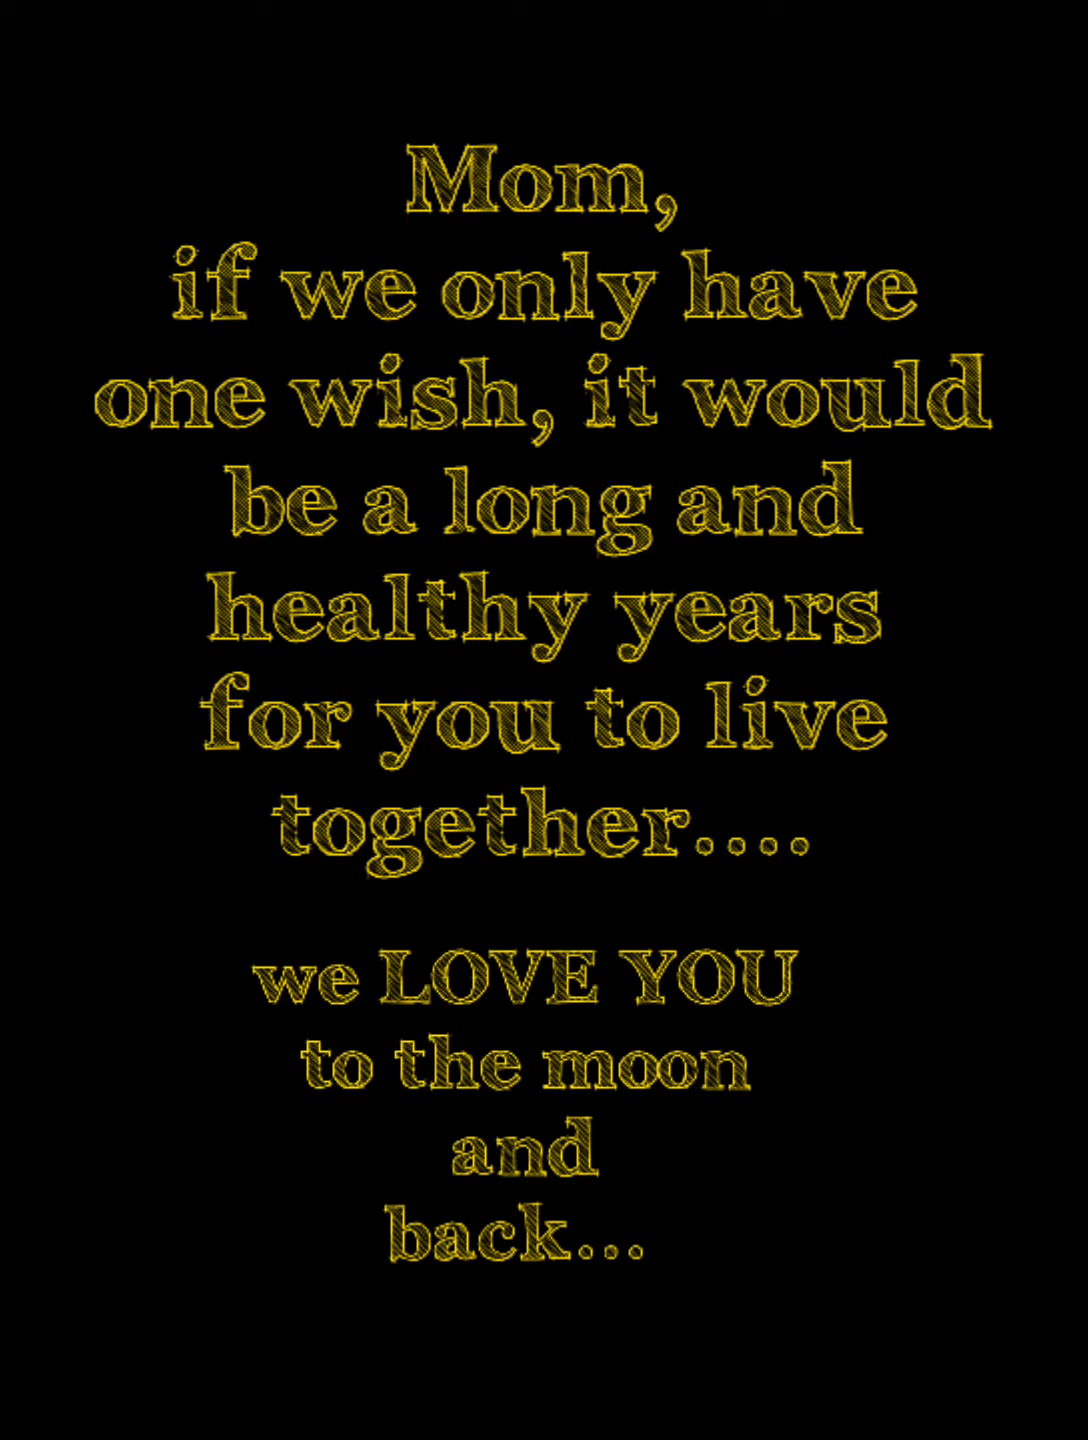 Mom,
if we only have
one wish, it would
be a long and
healthy years
for you to live
together....
we LOVE YOU
to the moon
and
back...